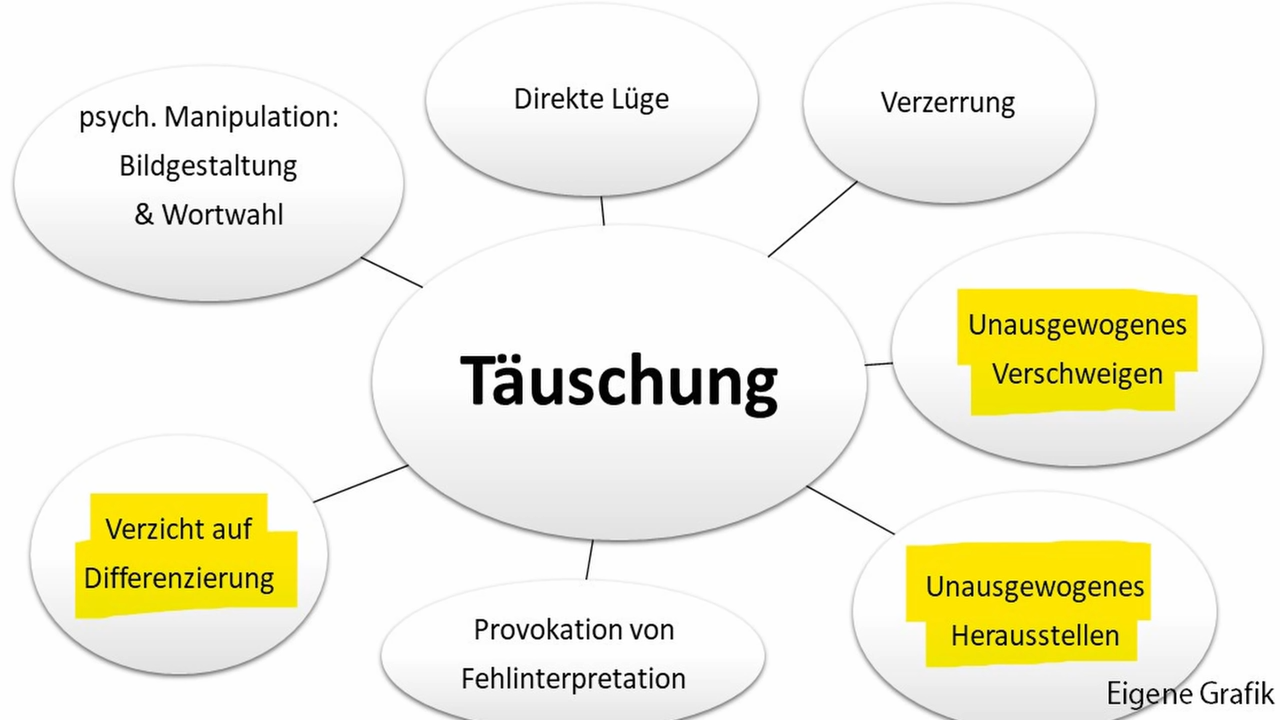 Direkte Lüge
Verzerrung
psych. Manipulation:
Bildgestaltung
& Wortwahl
Unausgewogenes
Verschweigen
Täuschung
Verzicht auf
Differenzierung
Unausgewogenes
Herausstellen
Provokation von
Fehlinterpretation
Eigene Grafik